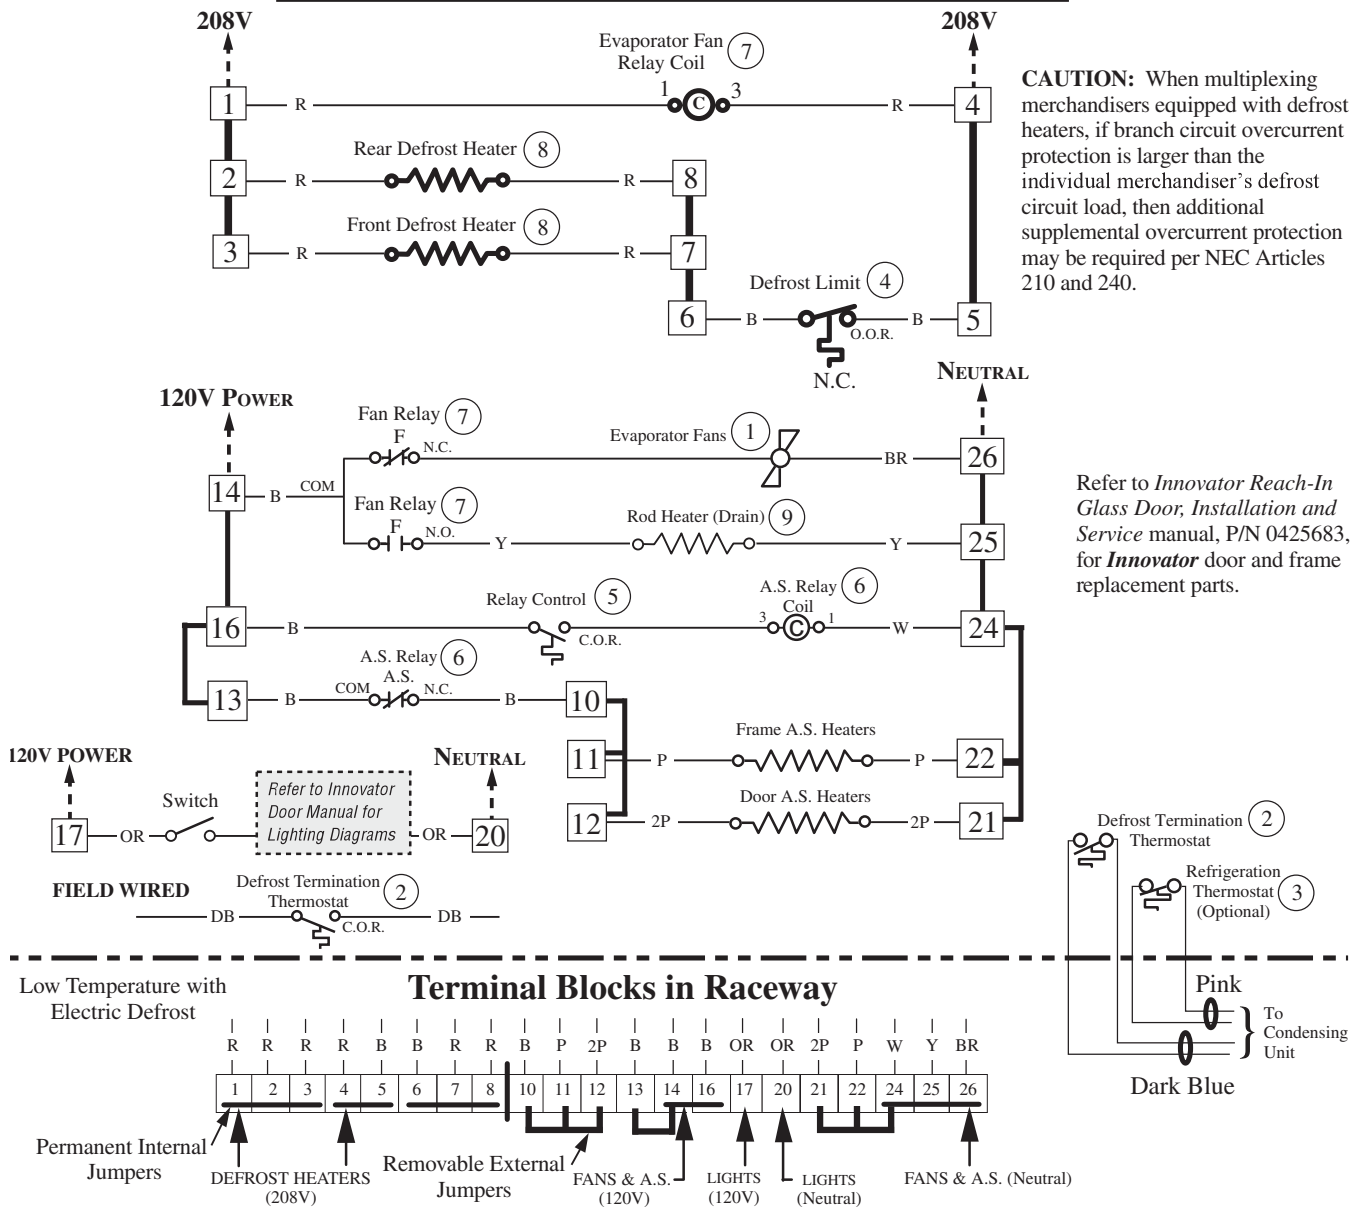 208V
208V
Evaporator Fan
Relay Coil
7
1
3
C
1
R
R
4
CAUTION: When multiplexing
merchandisers equipped with defrost
heaters, if branch circuit overcurrent
protection is larger than the
individual merchandiser's defrost
circuit load, then additional
supplemental overcurrent protection
may be required per NEC Articles
210 and 240.
Rear Defrost Heater
8
2
R
R
8
Front Defrost Heater
8
3
R
R
7
Defrost Limit
4
6
B
B
5
O.O.R.
N.C.
NEUTRAL
120V POWER
Fan Relay
7
F
N.C.
Evaporator Fans
1
BR
26
14
B
COM
Fan Relay
7
F
N.O.
Y
Rod Heater (Drain)
9
Y
25
Refer to Innovator Reach-In
Glass Door, Installation and
Service manual, P/N 0425683,
for Innovator door and frame
replacement parts.
Relay Control
5
A.S. Relay
Coil
6
16
B
C.O.R.
3
C
1
W
24
A.S. Relay
6
A.S.
13
B
COM
N.C.
B
10
Frame A.S. Heaters
11
P
P
22
Door A.S. Heaters
12
2P
2P
21
120V POWER
NEUTRAL
Switch
Refer to Innovator
Door Manual for
Lighting Diagrams
17
OR
OR
20
FIELD WIRED
Defrost Termination
Thermostat
2
DB
C.O.R.
DB
Defrost Termination
Thermostat
2
Refrigeration
Thermostat
(Optional)
3
Pink
To
Condensing
Unit
Dark Blue
Low Temperature with
Electric Defrost
Terminal Blocks in Raceway
R R R R B B R R B P 2P B B B OR OR 2P P W Y BR
1 2 3 4 5 6 7 8 10 11 12 13 14 16 17 20 21 22 24 25 26
Permanent Internal
Jumpers
DEFROST HEATERS
(208V)
Removable External
Jumpers
FANS & A.S.
(120V)
LIGHTS
(120V)
LIGHTS
(Neutral)
FANS & A.S. (Neutral)